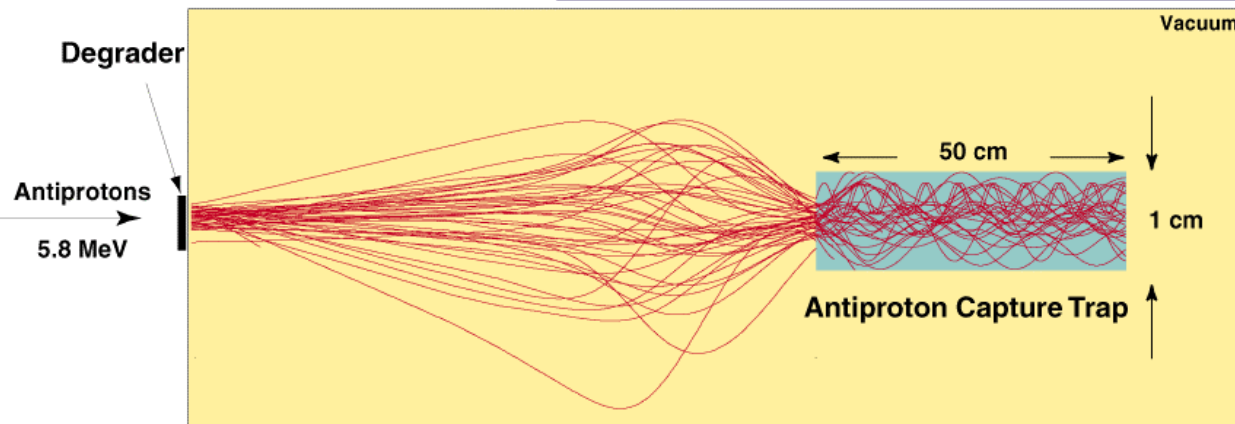 Vacuum
Degrader
Antiprotons
5.8 MeV
50 cm
1 cm
Antiproton Capture Trap